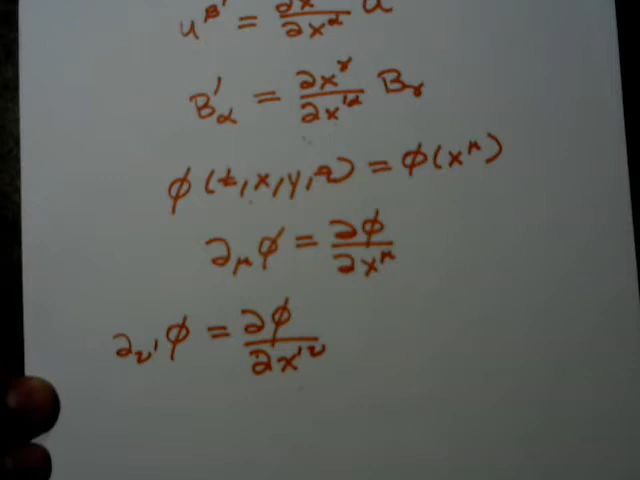 u^β' = ∂x / ∂x^α u
B'_α = ∂x^γ / ∂x'^α B_γ
ϕ(t,x,y,z) = ϕ(x^μ)
∂_μ ϕ = ∂ϕ / ∂x^μ
∂_ν' ϕ = ∂ϕ / ∂x'^ν